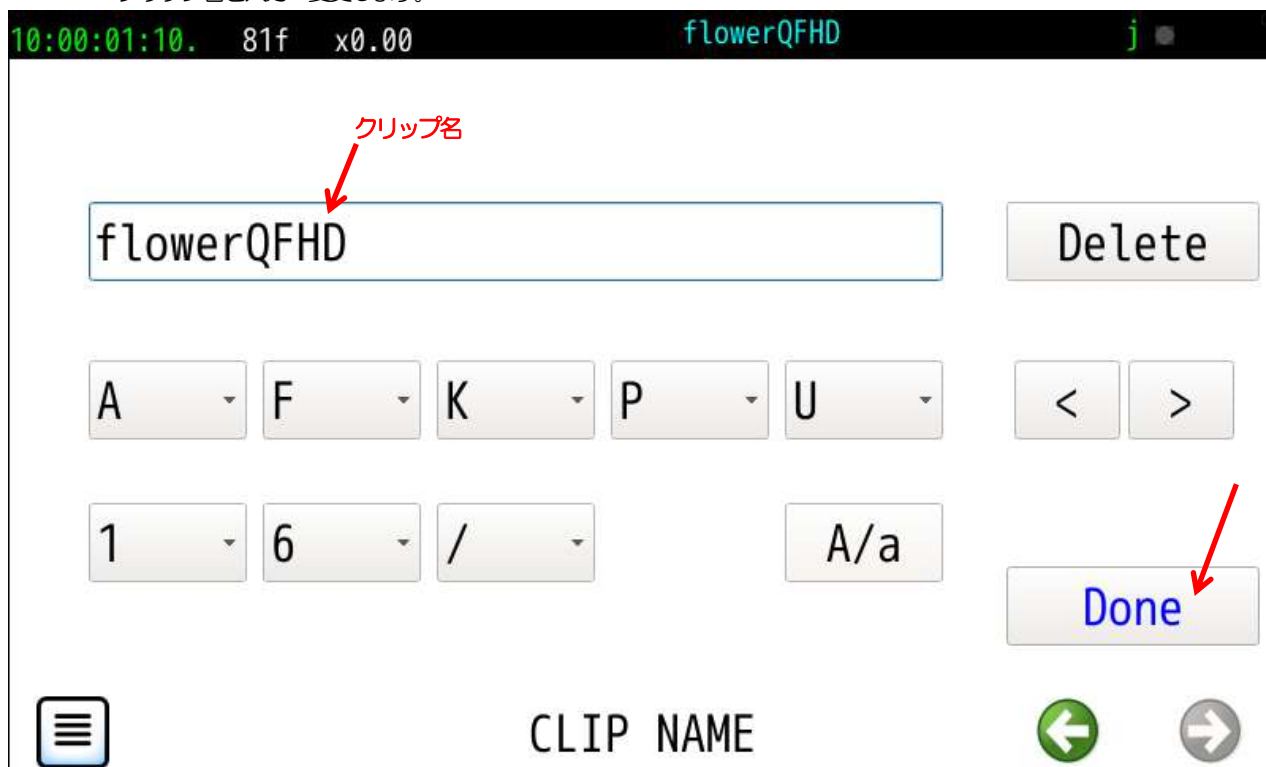 10:00:01:10. 81f x0.00 flowerQFHD j
クリップ名
flowerQFHD Delete
A F K P U < >
1 6 / A/a
Done
CLIP NAME